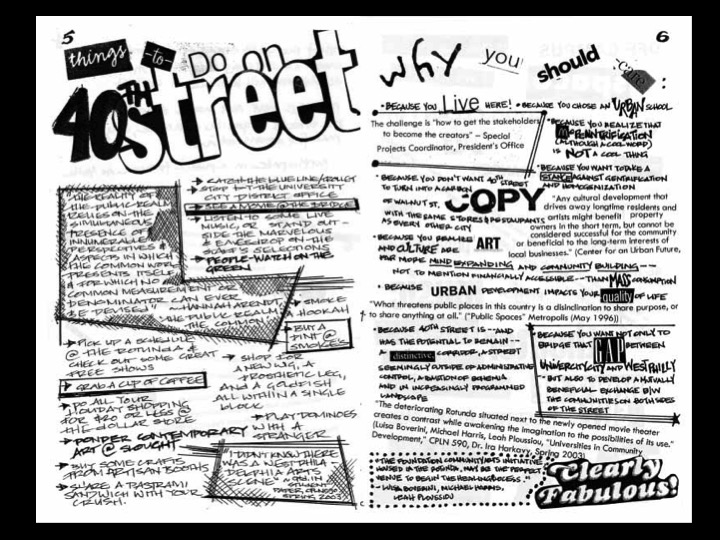 5
things -to- Do on
40TH street
→ CATCH THE BLUE LINE/TROLLEY
→ STOP BY THE UNIVERSITY
CITY DISTRICT OFFICE
→ SEE A MOVIE @ THE BRIDGE
→ LISTEN TO SOME LIVE
MUSIC, OR STAND OUT-
SIDE THE MARVELOUS
& EAVESDROP ON THE
STAFF'S SELECTIONS
→ PEOPLE-WATCH ON THE
GREEN
"THE REALITY OF
THE PUBLIC REALM
RELIES ON THE
SIMULTANEOUS
PRESENCE OF
INNUMERABLE
PERSPECTIVES &
ASPECTS IN WHICH
THE COMMON WORLD
PRESENTS ITSELF
& FOR WHICH NO
COMMON MEASUREMENT OR
DENOMINATOR CAN EVER
BE DEVISED" ~HANNAH ARENDT,
THE PUBLIC REALM:
THE COMMON
→ SMOKE
A HOOKAH
→ BUY A
PINT @
SMOKES
→ PICK UP A SCHEDULE
@ THE ROTUNDA &
CHECK OUT SOME GREAT
FREE SHOWS
→ GRAB A CUP OF COFFEE
→ SHOP FOR
A NEW WIG, A
PROSTHETIC LEG,
AND A GOLDFISH
ALL WITHIN A SINGLE
BLOCK
→ DO ALL YOUR
HOLIDAY SHOPPING
FOR $20 OR LESS @
THE DOLLAR STORE
→ PLAY DOMINOES
WITH A
STRANGER
→ PONDER CONTEMPORARY
ART @ SLOUGHT
→ BUY SOME CRAFTS
FROM ARTISAN BOOTHS
→ SHARE A PASTRAMI
SANDWICH WITH YOUR
CRUSH.
"I DIDN'T KNOW THERE
WAS A WEST PHILA-
DELPHIA ARTS
SCENE"
STUDENT
SPRING 2003
6
why you should care:
• BECAUSE YOU Live HERE! • BECAUSE YOU CHOSE AN URBAN SCHOOL
The challenge is "how to get the stakeholders
to become the creators" – Special
Projects Coordinator, President's Office
• BECAUSE YOU REALIZE THAT
PENNTRIFICATION
(ALTHOUGH A COOL WORD)
IS NOT A COOL THING
• BECAUSE YOU WANT TO TAKE A
STANCE AGAINST GENTRIFICATION
AND HOMOGENIZATION
• BECAUSE YOU DON'T WANT 40TH STREET
TO TURN INTO A CARBON
COPY
OF WALNUT ST.
WITH THE SAME STORES & RESTAURANTS
AS EVERY OTHER CITY
"Any cultural development that
drives away longtime residents and
artists might benefit property
owners in the short term, but cannot be
considered successful for the community
or beneficial to the long-term interests of
local businesses." (Center for an Urban Future,
• BECAUSE YOU REALIZE ART
AND CULTURE ARE
FAR MORE MIND EXPANDING AND COMMUNITY BUILDING --
NOT TO MENTION FINANCIALLY ACCESSIBLE -- THAN MASS CONSUMPTION
• BECAUSE URBAN DEVELOPMENT IMPACTS YOUR quality OF LIFE
"What threatens public places in this country is a disinclination to share purpose, or
to share anything at all." ("Public Spaces" Metropolis (May 1996))
• BECAUSE 40TH STREET IS -- AND
HAS THE POTENTIAL TO REMAIN --
A distinctive CORRIDOR, A STREET
SEEMINGLY OUTSIDE OF ADMINISTRATIVE
CONTROL, A BASTION OF BOHEMIA
AND IN INCREASINGLY PROGRAMMED
LANDSCAPE
• BECAUSE YOU WANT NOT ONLY TO
BRIDGE THAT GAP BETWEEN
UNIVERCITY CITY AND WEST PHILLY
-- BUT ALSO TO DEVELOP A MUTUALLY
BENEFICIAL EXCHANGE B/W
THE COMMUNITIES ON BOTH SIDES
OF THE STREET
"The deteriorating Rotunda situated next to the newly opened movie theater
creates a contrast while awakening the imagination to the possibilities of its use."
(Luisa Boverini, Michael Harris, Leah Ploussiou, "Universities in Community
Development," CPLN 590, Dr. Ira Harkavy, Spring 2003)
"THE FOUNDATION COMMUNITY ARTS INITIATIVE
HOUSED IN THE ROTUNDA, MAY BE THE PERFECT
VENUE TO BEGIN THE HEALING PROCESS."
- LUISA BOVERINI, MICHAEL HARRIS,
LEAH PLOUSSIOU
Clearly
Fabulous!